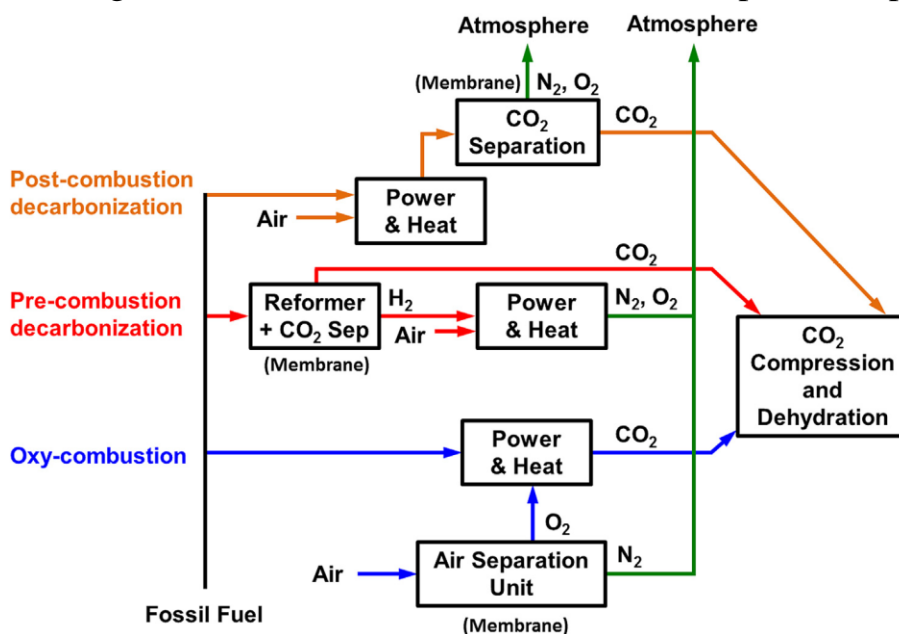 Atmosphere
Atmosphere
(Membrane)
N₂, O₂
CO₂
Separation
CO₂
Post-combustion
decarbonization
Air
Power
& Heat
CO₂
Pre-combustion
decarbonization
Reformer
+ CO₂ Sep
(Membrane)
H₂
Air
Power
& Heat
N₂, O₂
CO₂
Compression
and
Dehydration
Oxy-combustion
Power
& Heat
CO₂
O₂
Air
Air Separation
Unit
(Membrane)
N₂
Fossil Fuel